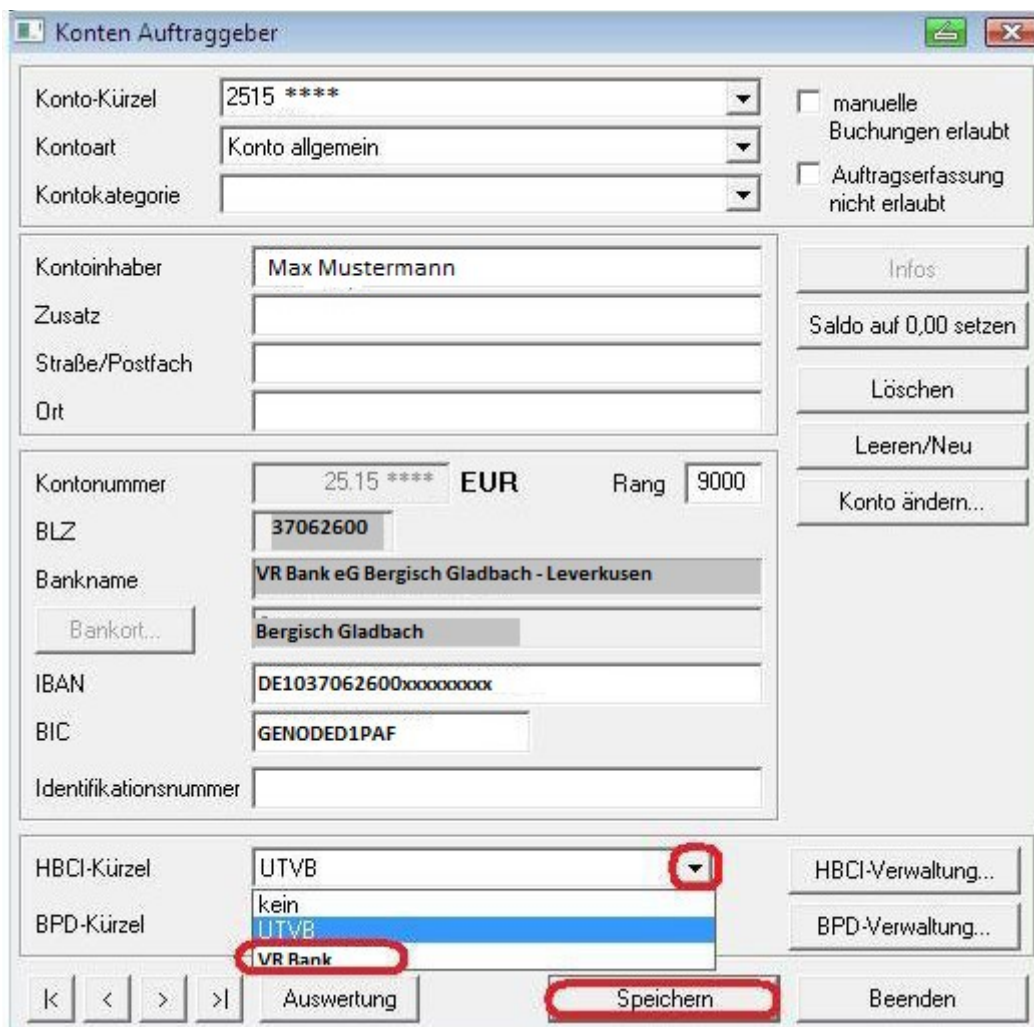 Konten Auftraggeber
Konto-Kürzel 2515 ****
manuelle
Buchungen erlaubt
Kontoart Konto allgemein
Kontokategorie
Auftragserfassung
nicht erlaubt
Kontoinhaber Max Mustermann
Infos
Zusatz
Saldo auf 0,00 setzen
Straße/Postfach
Löschen
Ort
Leeren/Neu
Kontonummer 25.15 **** EUR Rang 9000
Konto ändern...
BLZ 37062600
Bankname VR Bank eG Bergisch Gladbach - Leverkusen
Bankort... Bergisch Gladbach
IBAN DE1037062600xxxxxxxxx
BIC GENODED1PAF
Identifikationsnummer
HBCI-Kürzel UTVB
HBCI-Verwaltung...
kein
BPD-Kürzel UTVB
BPD-Verwaltung...
VR Bank
|< < > >| Auswertung Speichern Beenden